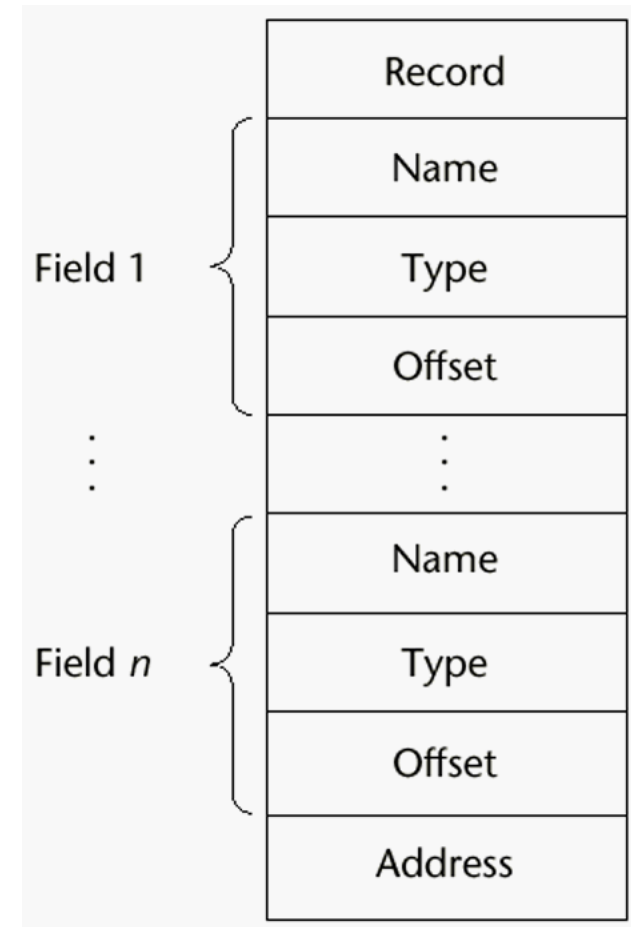 Record
Name
Field 1
Type
Offset
⋮ ⋮
Name
Field n
Type
Offset
Address